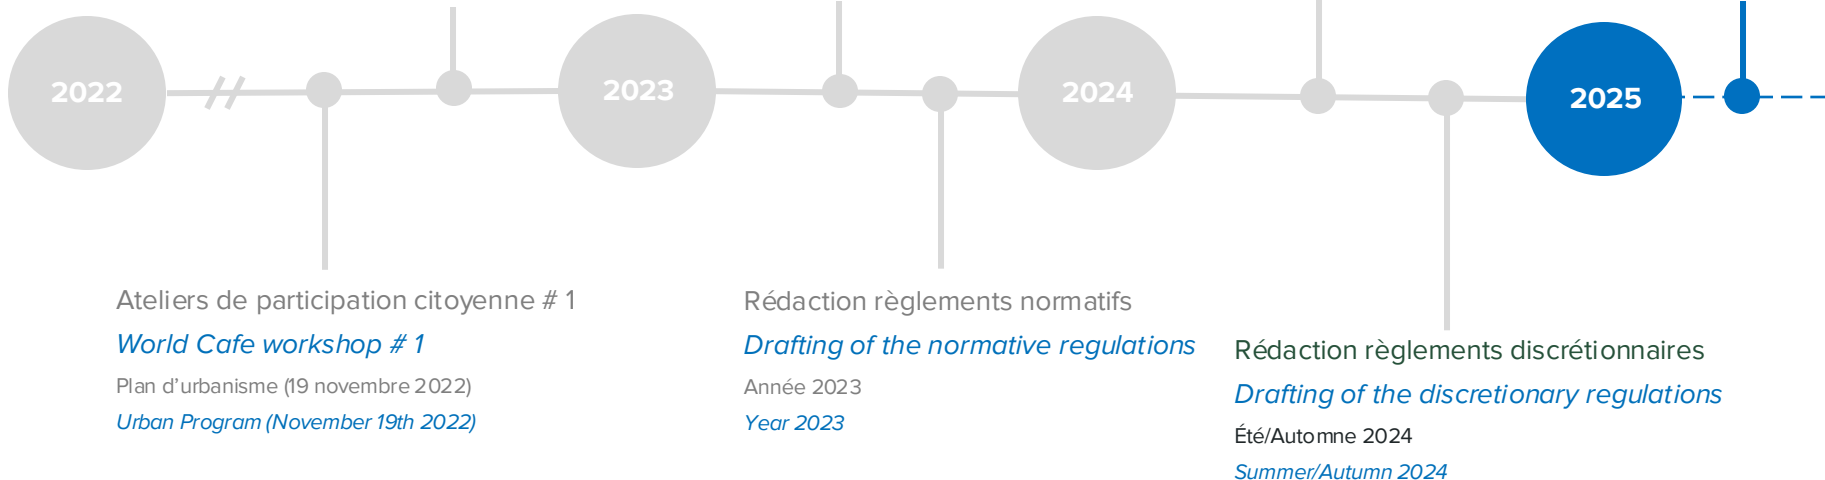 2022
2023
2024
2025
Ateliers de participation citoyenne # 1
World Cafe workshop # 1
Plan d'urbanisme (19 novembre 2022)
Urban Program (November 19th 2022)
Rédaction règlements normatifs
Drafting of the normative regulations
Année 2023
Year 2023
Rédaction règlements discrétionnaires
Drafting of the discretionary regulations
Été/Automne 2024
Summer/Autumn 2024